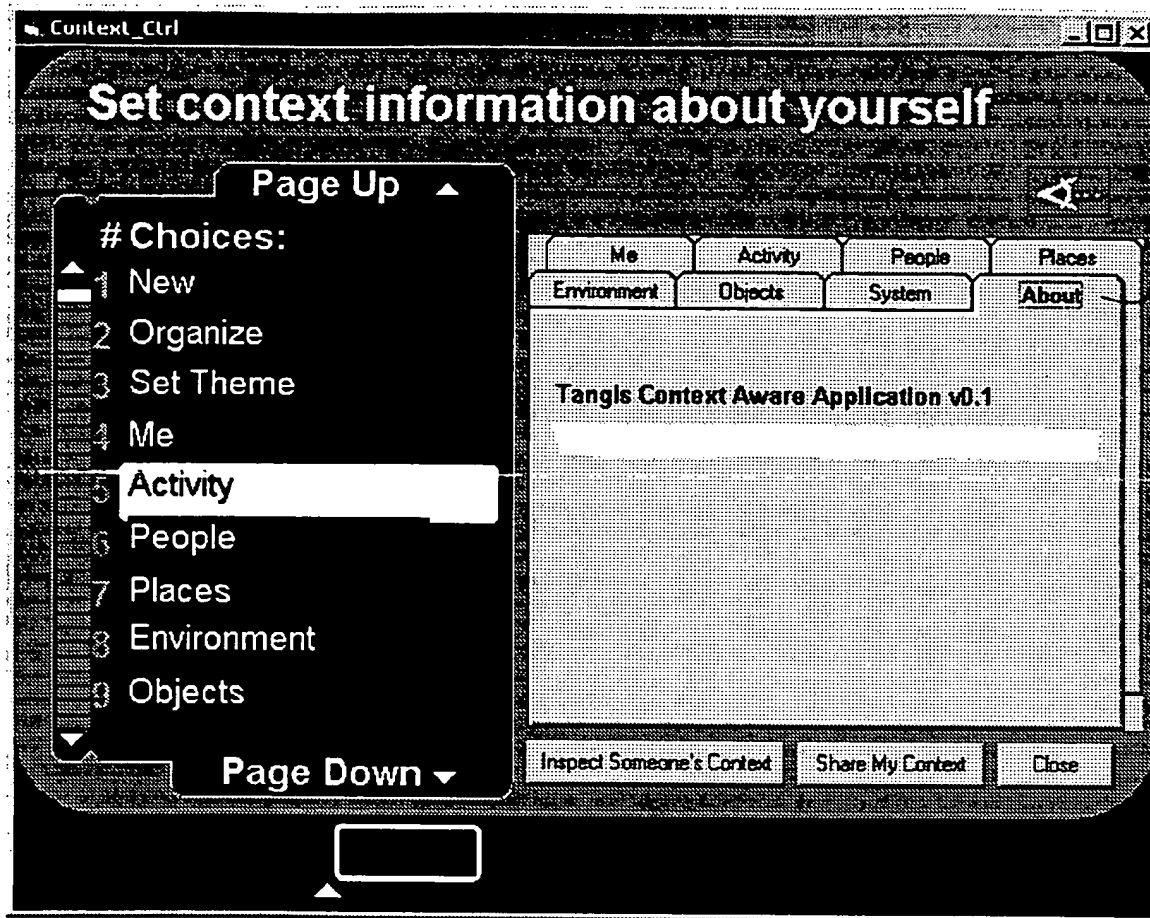 Context_Ctrl
Set context information about yourself
Page Up
# Choices:
1 New
2 Organize
3 Set Theme
4 Me
5 Activity
6 People
7 Places
8 Environment
9 Objects
Page Down
Me Activity People Places
Environment Objects System About
Tangis Context Aware Application v0.1
Inspect Someone's Context Share My Context Close